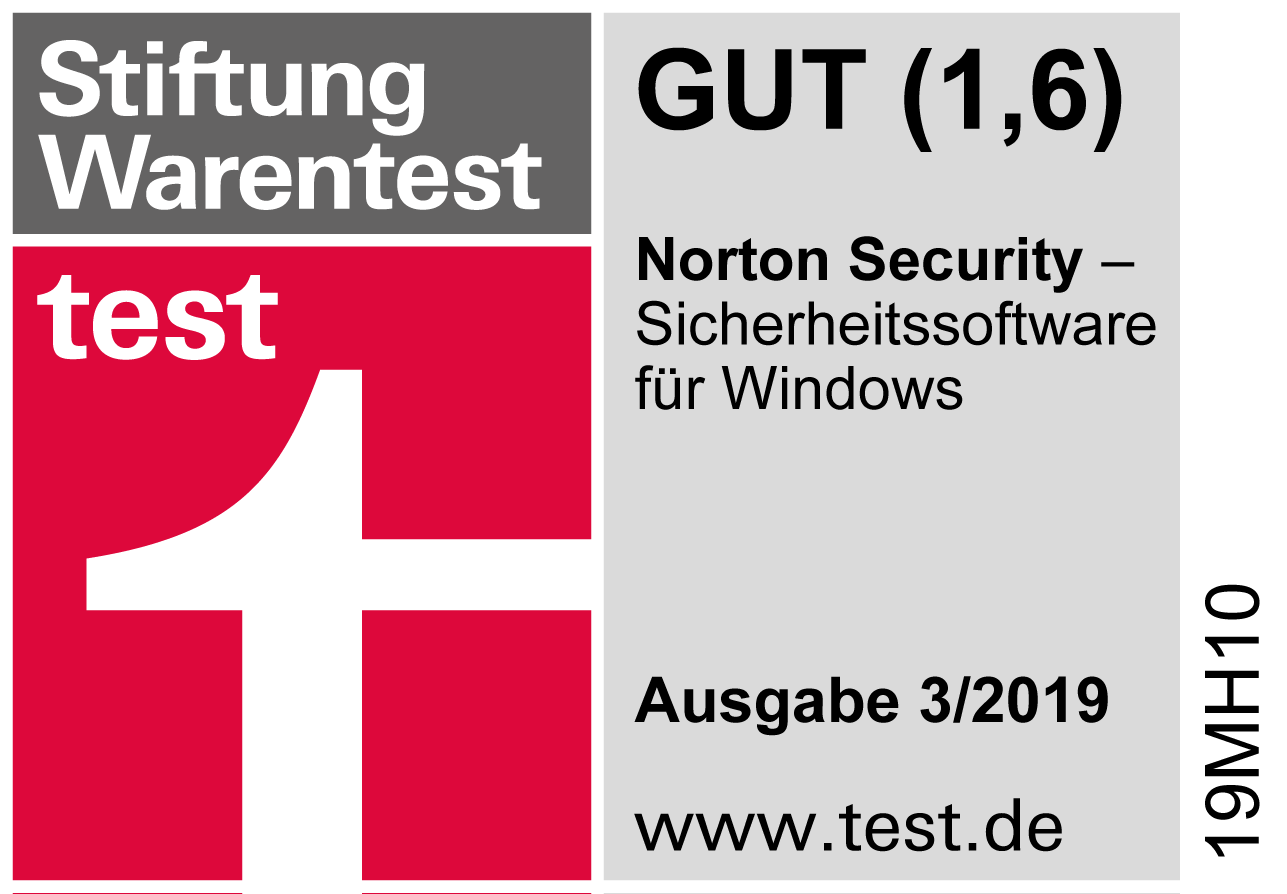 Stiftung
Warentest
test
GUT (1,6)
Norton Security –
Sicherheitssoftware
für Windows
Ausgabe 3/2019
www.test.de
19MH10